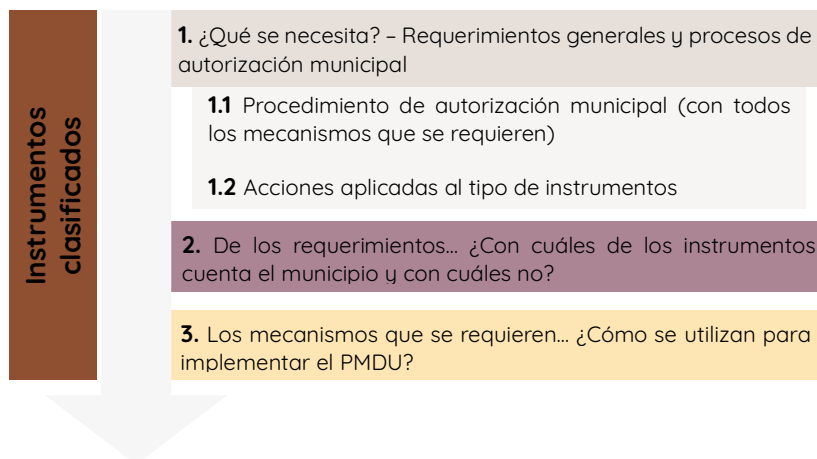 Instrumentos
clasificados
1. ¿Qué se necesita? – Requerimientos generales y procesos de
autorización municipal
1.1 Procedimiento de autorización municipal (con todos
los mecanismos que se requieren)
1.2 Acciones aplicadas al tipo de instrumentos
2. De los requerimientos... ¿Con cuáles de los instrumentos
cuenta el municipio y con cuáles no?
3. Los mecanismos que se requieren... ¿Cómo se utilizan para
implementar el PMDU?